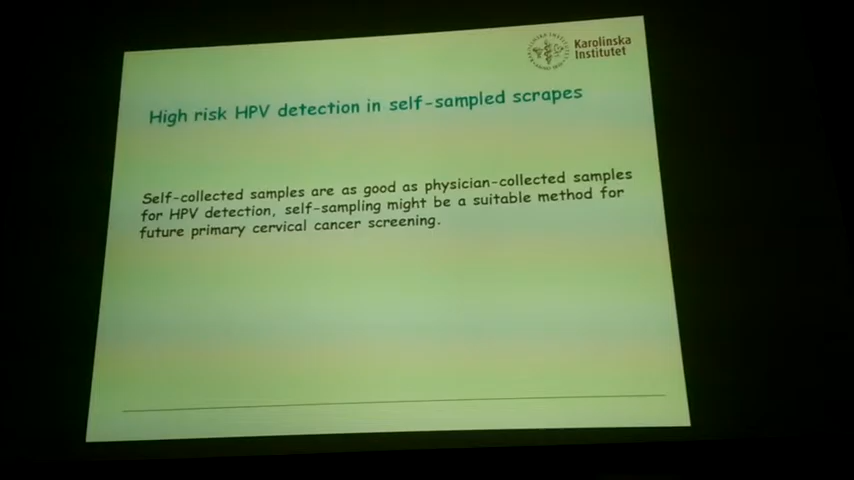 Karolinska
Institutet
High risk HPV detection in self-sampled scrapes
Self-collected samples are as good as physician-collected samples
for HPV detection, self-sampling might be a suitable method for
future primary cervical cancer screening.